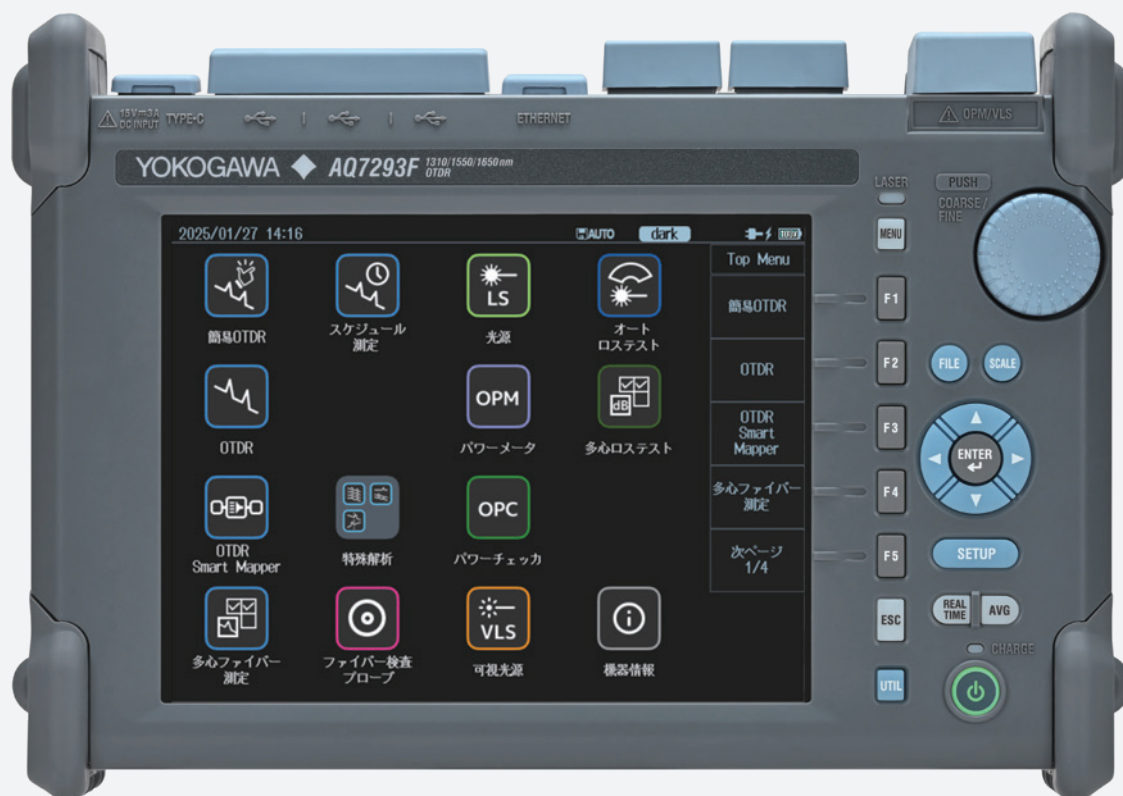 15V⎓3A
DC INPUT
TYPE-C
ETHERNET
OPM/VLS
YOKOGAWA AQ7293F 1310/1550/1650nm
OTDR
LASER
PUSH
COARSE/
FINE
2025/01/27 14:16
AUTO
dark
100%
MENU
Top Menu
簡易OTDR
スケジュール
測定
LS
光源
オート
ロステスト
簡易OTDR
F1
OTDR
OPM
パワーメータ
dB
多心ロステスト
OTDR
F2
FILE
SCALE
OTDR
Smart
Mapper
F3
ENTER
OTDR
Smart Mapper
特殊解析
OPC
パワーチェッカ
多心ファイバー
測定
F4
次ページ
1/4
F5
SETUP
多心ファイバー
測定
ファイバー検査
プローブ
VLS
可視光源
機器情報
ESC
REAL
TIME
AVG
CHARGE
UTIL